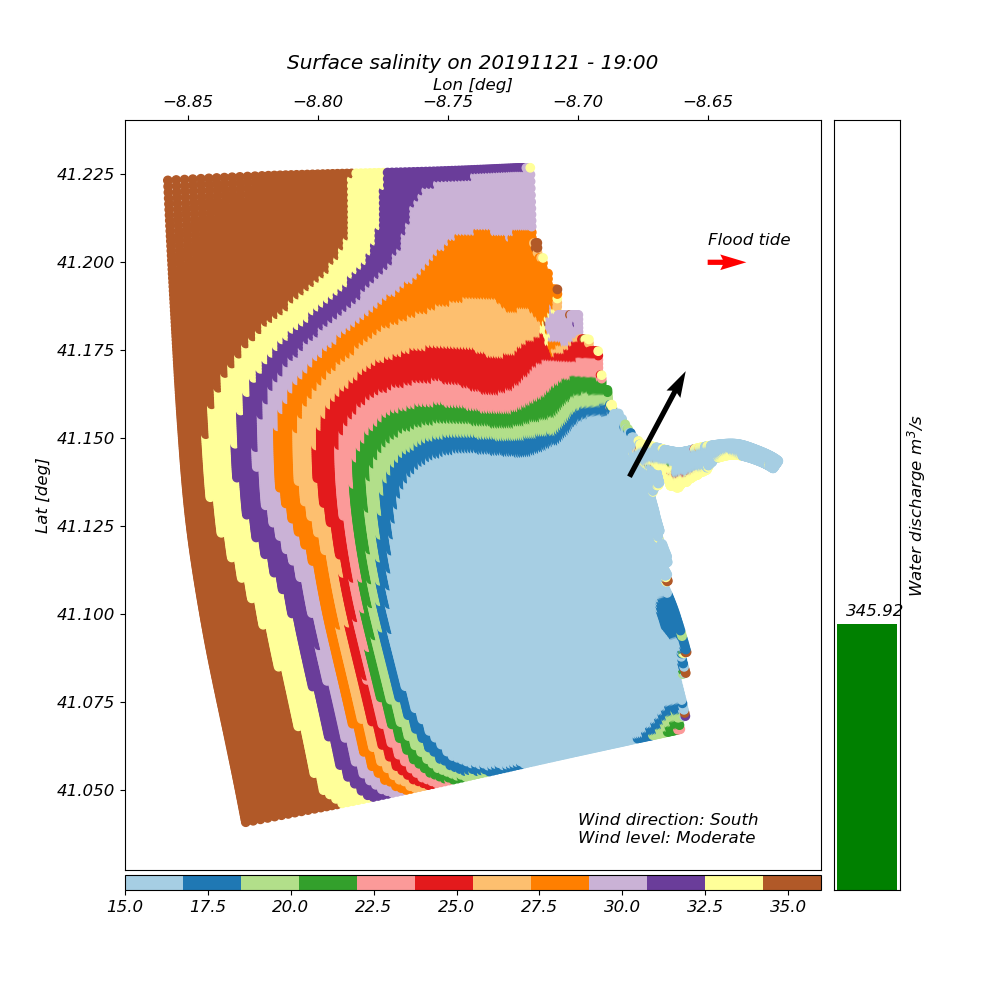 Surface salinity on 20191121 - 19:00
Lon [deg]
−8.85 −8.80 −8.75 −8.70 −8.65
41.225
41.200
41.175
41.150
41.125
41.100
41.075
41.050
Lat [deg]
Flood tide
Wind direction: South
Wind level: Moderate
345.92
Water discharge m³/s
15.0 17.5 20.0 22.5 25.0 27.5 30.0 32.5 35.0